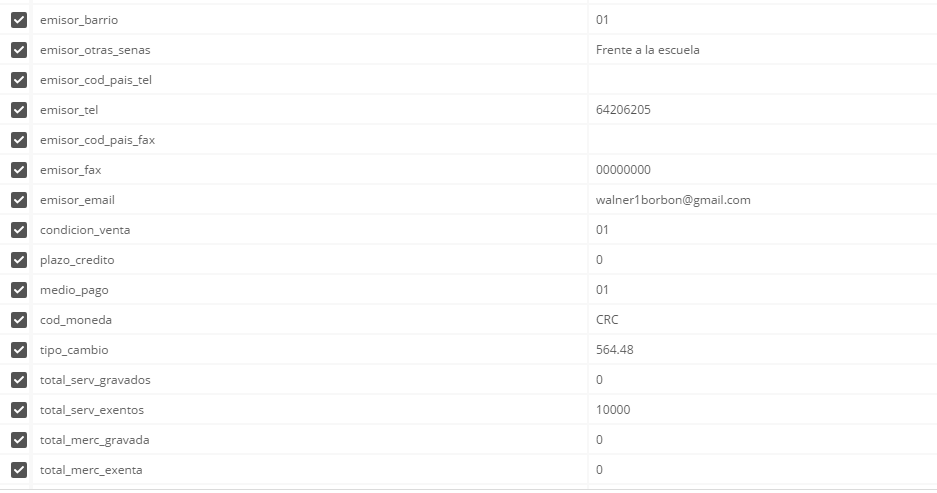 emisor_barrio 01
emisor_otras_senas Frente a la escuela
emisor_cod_pais_tel
emisor_tel 64206205
emisor_cod_pais_fax
emisor_fax 00000000
emisor_email walner1borbon@gmail.com
condicion_venta 01
plazo_credito 0
medio_pago 01
cod_moneda CRC
tipo_cambio 564.48
total_serv_gravados 0
total_serv_exentos 10000
total_merc_gravada 0
total_merc_exenta 0